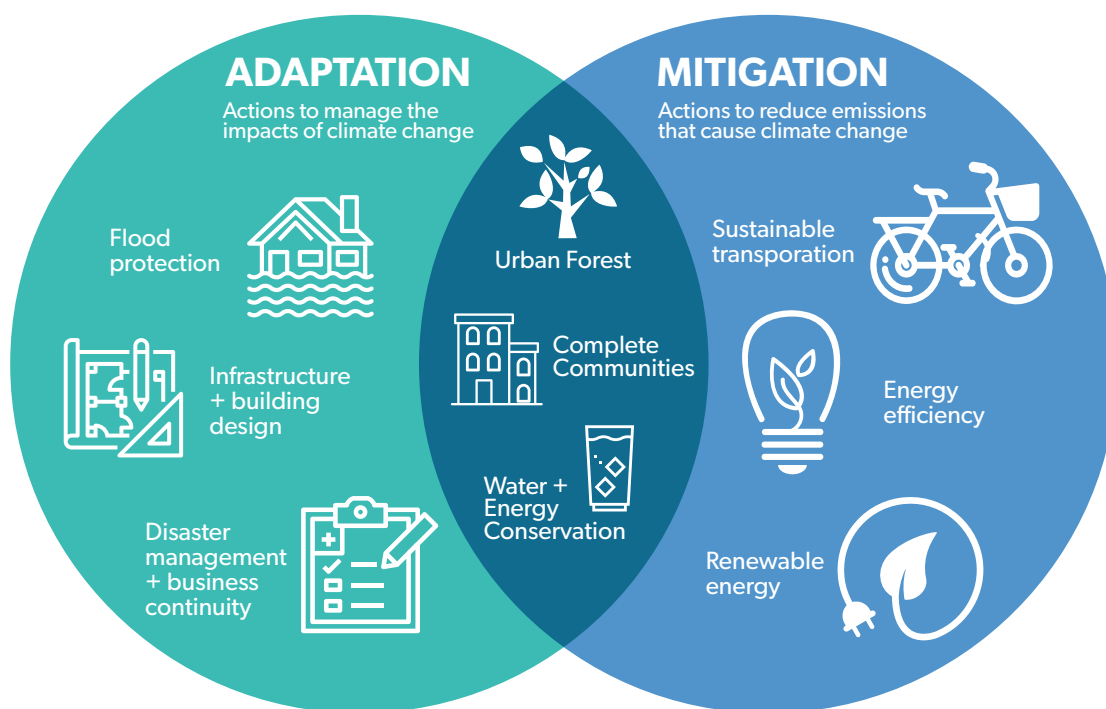 ADAPTATION
Actions to manage the
impacts of climate change
Flood
protection
Infrastructure
+ building
design
Disaster
management
+ business
continuity
Urban Forest
Complete
Communities
Water +
Energy
Conservation
MITIGATION
Actions to reduce emissions
that cause climate change
Sustainable
transporation
Energy
efficiency
Renewable
energy